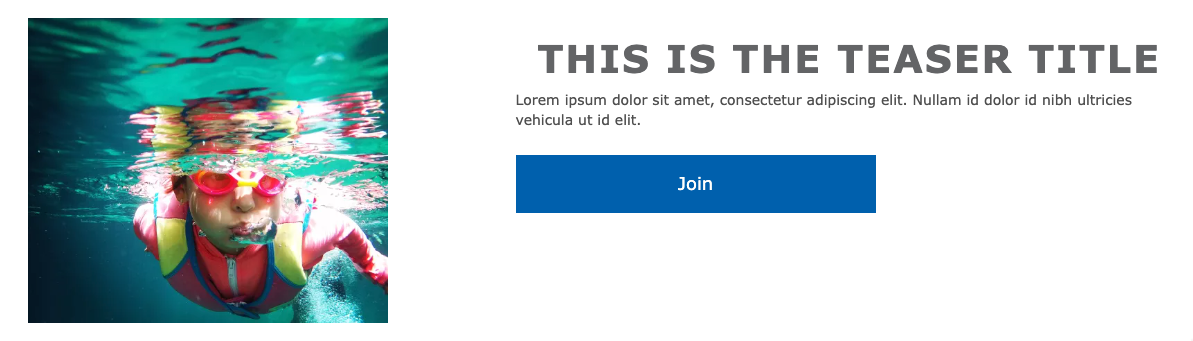 THIS IS THE TEASER TITLE
Lorem ipsum dolor sit amet, consectetur adipiscing elit. Nullam id dolor id nibh ultricies
vehicula ut id elit.
Join